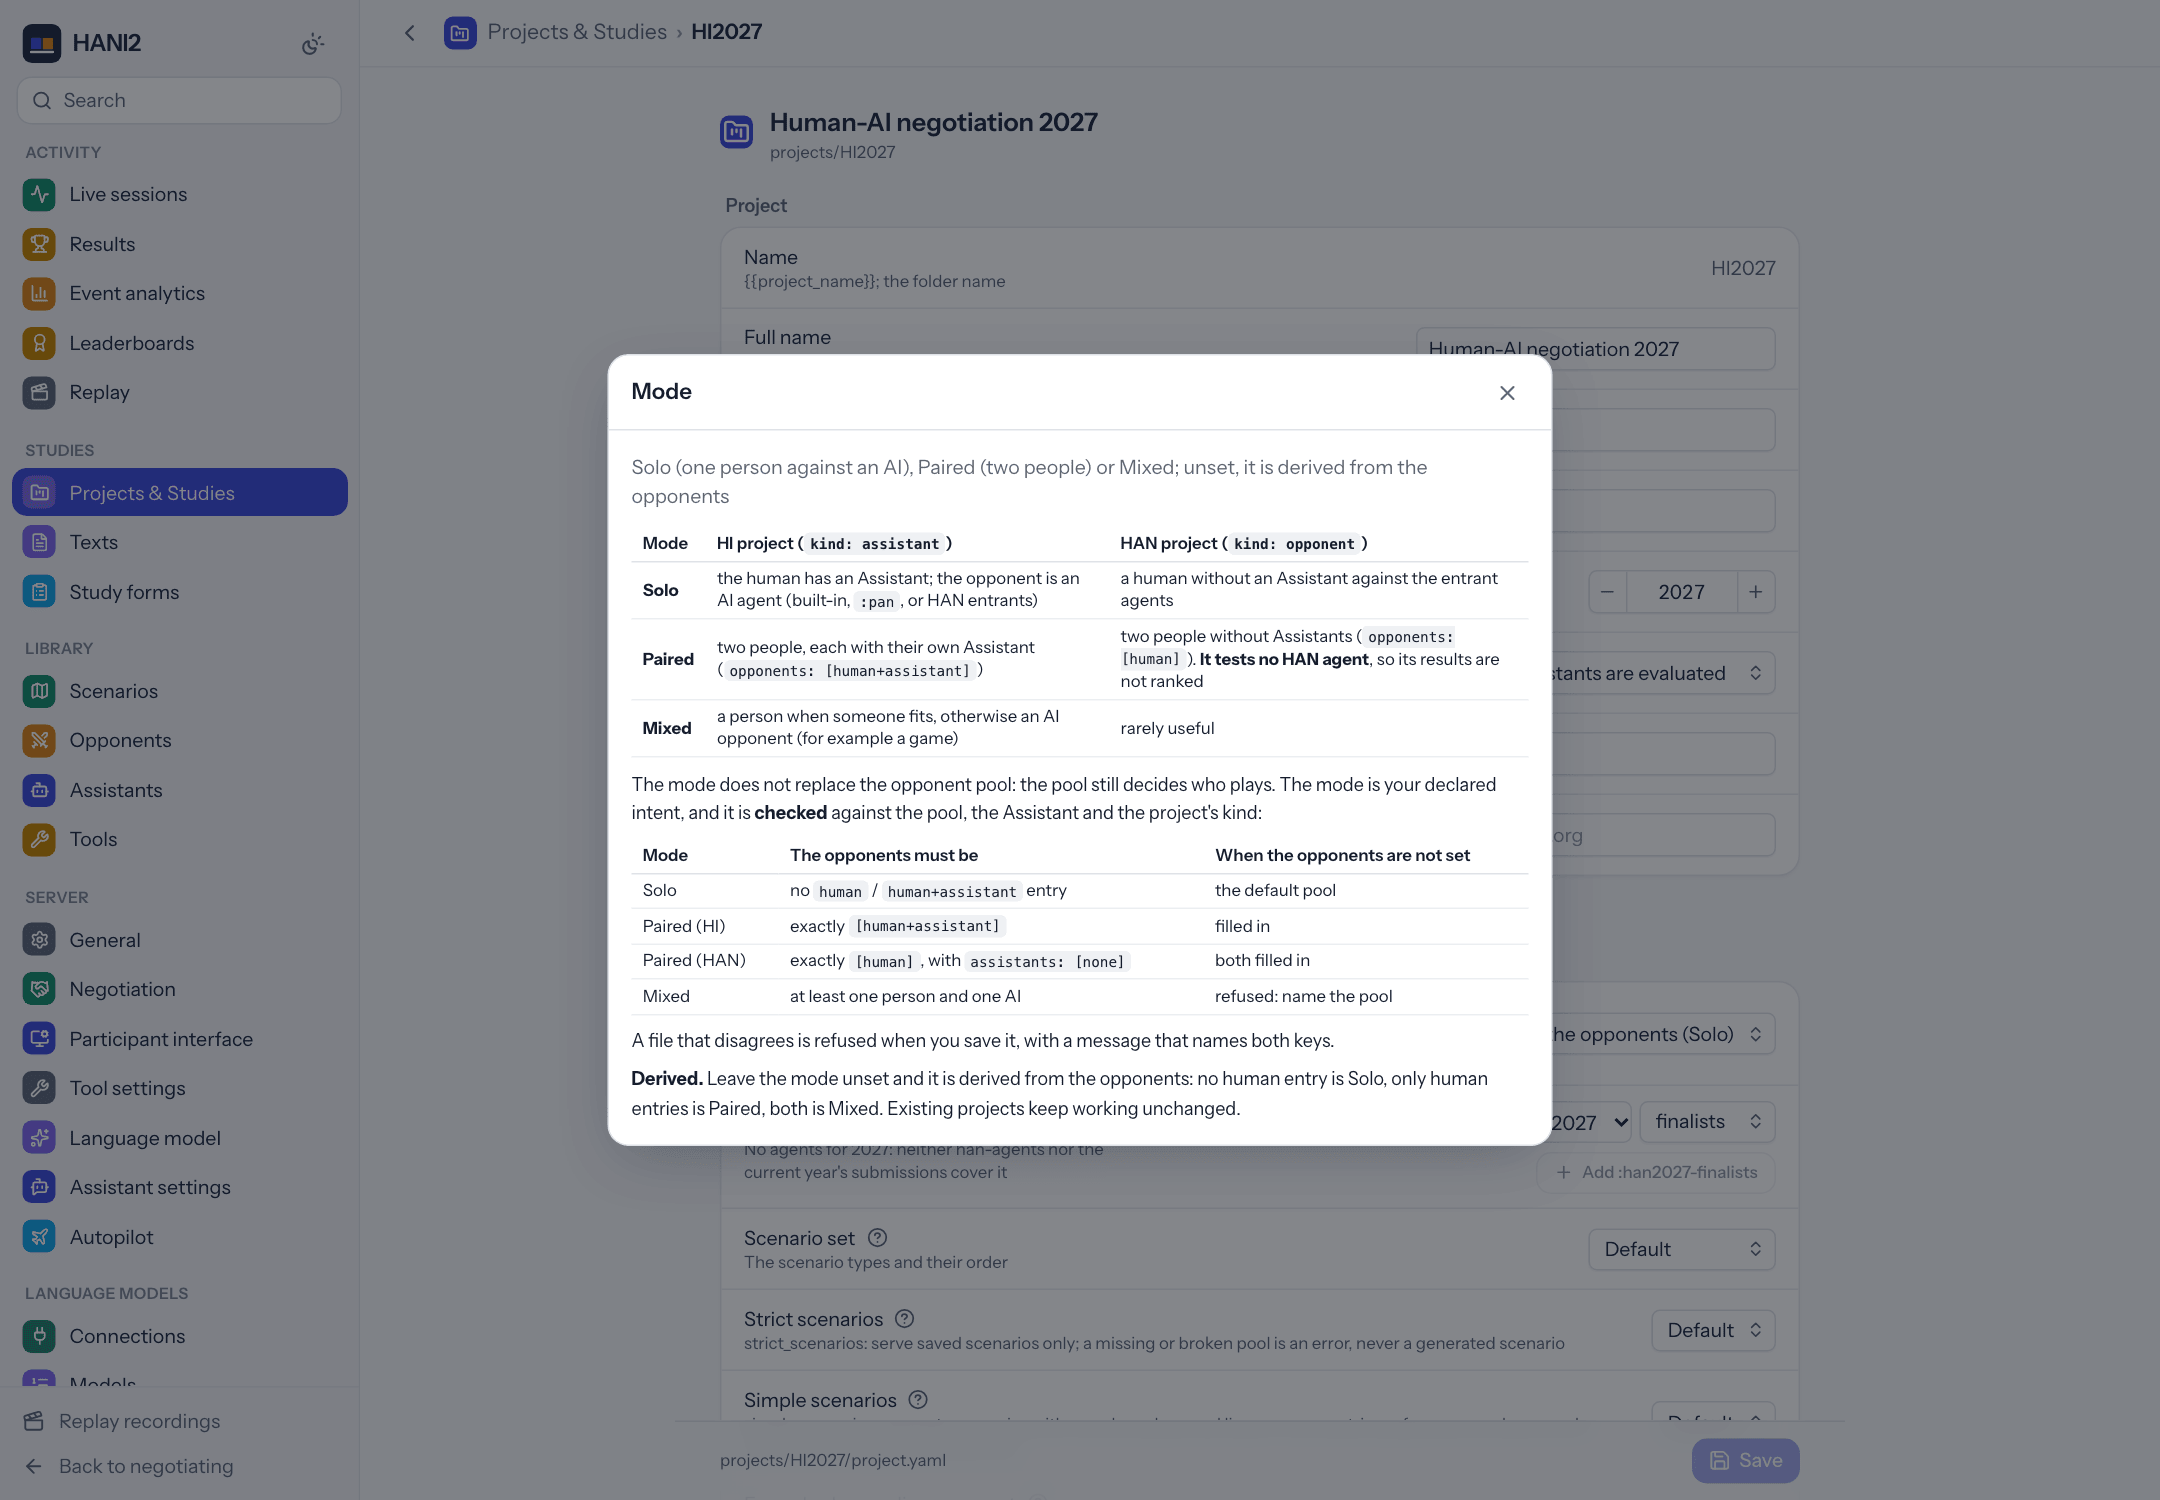 HANI2
Search
ACTIVITY
Live sessions
Results
Event analytics
Leaderboards
Replay
STUDIES
Projects & Studies
Texts
Study forms
LIBRARY
Scenarios
Opponents
Assistants
Tools
SERVER
General
Negotiation
Participant interface
Tool settings
Language model
Assistant settings
Autopilot
LANGUAGE MODELS
Connections
Models
Replay recordings
Back to negotiating
Projects & Studies › HI2027
Human-AI negotiation 2027
projects/HI2027
Project
Name
{{project_name}}; the folder name
HI2027
Full name
Human-AI negotiation 2027
2027
stants are evaluated
org
Mode
Solo (one person against an AI), Paired (two people) or Mixed; unset, it is derived from the
opponents
Mode HI project ( kind: assistant ) HAN project ( kind: opponent )
Solo the human has an Assistant; the opponent is an AI agent (built-in, :pan , or HAN entrants) a human without an Assistant against the entrant agents
Paired two people, each with their own Assistant ( opponents: [human+assistant] ) two people without Assistants ( opponents: [human] ). It tests no HAN agent, so its results are not ranked
Mixed a person when someone fits, otherwise an AI opponent (for example a game) rarely useful
The mode does not replace the opponent pool: the pool still decides who plays. The mode is your declared
intent, and it is checked against the pool, the Assistant and the project's kind:
Mode The opponents must be When the opponents are not set
Solo no human / human+assistant entry the default pool
Paired (HI) exactly [human+assistant] filled in
Paired (HAN) exactly [human] , with assistants: [none] both filled in
Mixed at least one person and one AI refused: name the pool
A file that disagrees is refused when you save it, with a message that names both keys.
Derived. Leave the mode unset and it is derived from the opponents: no human entry is Solo, only human
entries is Paired, both is Mixed. Existing projects keep working unchanged.
he opponents (Solo)
2027 finalists
No agents for 2027: neither han-agents nor the
current year's submissions cover it
+ Add :han2027-finalists
Scenario set
The scenario types and their order
Default
Strict scenarios
strict_scenarios: serve saved scenarios only; a missing or broken pool is an error, never a generated scenario
Default
Simple scenarios
Default
projects/HI2027/project.yaml
Save